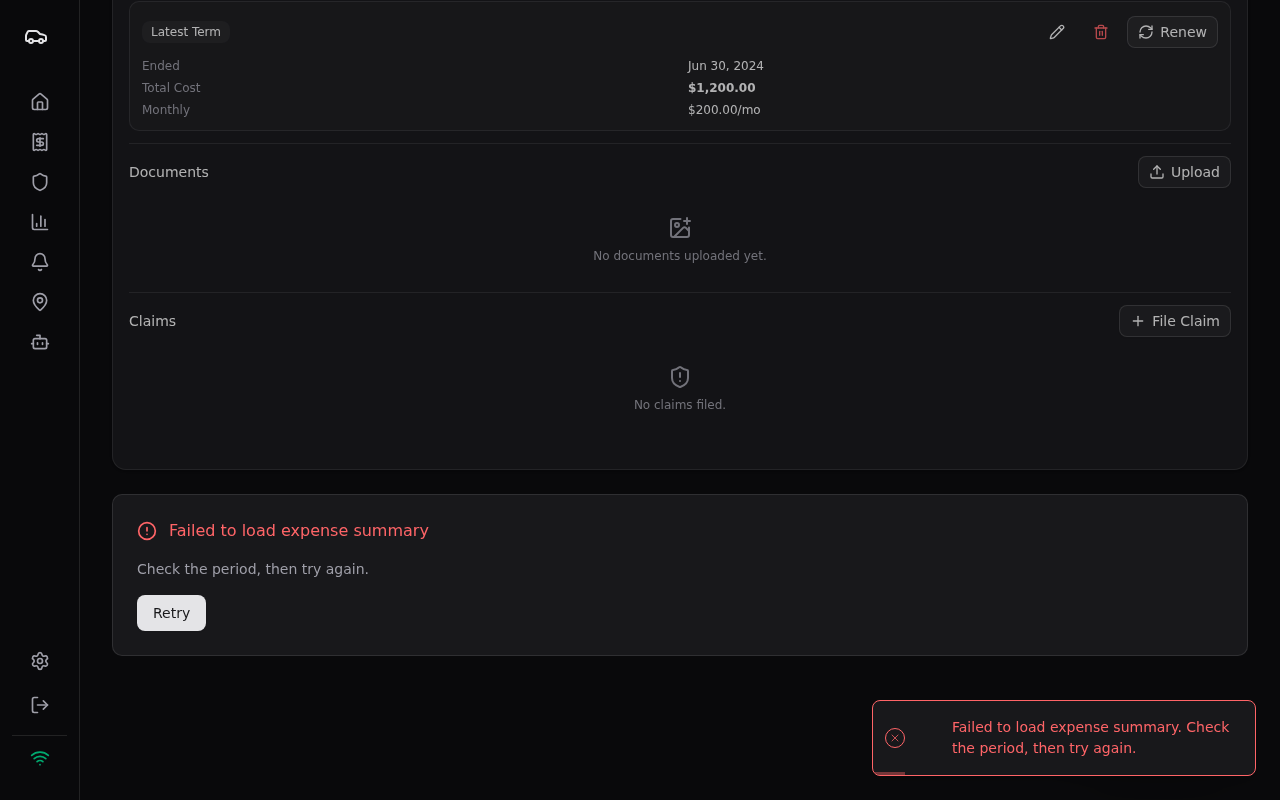 Latest Term
Renew
Ended Jun 30, 2024
Total Cost $1,200.00
Monthly $200.00/mo
Documents
Upload
No documents uploaded yet.
Claims
File Claim
No claims filed.
Failed to load expense summary
Check the period, then try again.
Retry
Failed to load expense summary. Check
the period, then try again.